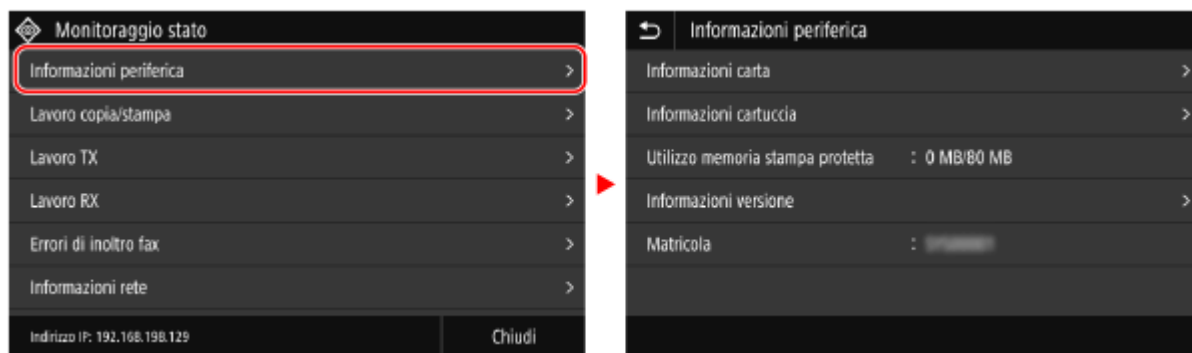 Monitoraggio stato
Informazioni periferica
Lavoro copia/stampa
Lavoro TX
Lavoro RX
Errori di inoltro fax
Informazioni rete
Indirizzo IP: 192.168.198.129
Chiudi
Informazioni periferica
Informazioni carta
Informazioni cartuccia
Utilizzo memoria stampa protetta : 0 MB/80 MB
Informazioni versione
Matricola :